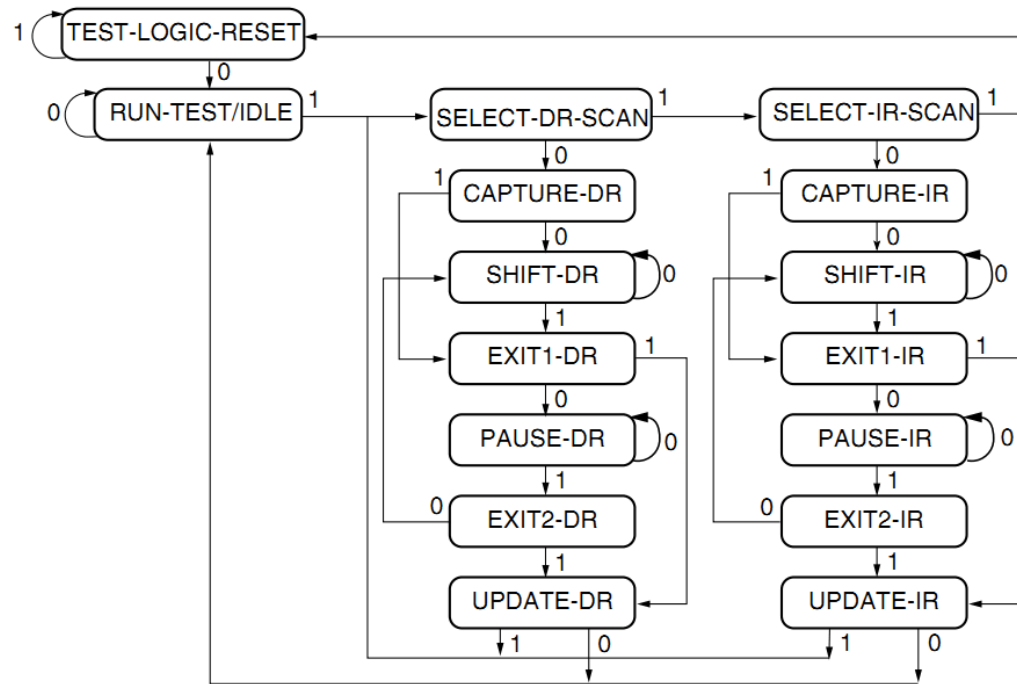 1 TEST-LOGIC-RESET
0
0 RUN-TEST/IDLE 1
SELECT-DR-SCAN 1
SELECT-IR-SCAN 1
0
0
1 CAPTURE-DR
1 CAPTURE-IR
0
0
SHIFT-DR 0
SHIFT-IR 0
1
1
EXIT1-DR 1
EXIT1-IR 1
0
0
PAUSE-DR 0
PAUSE-IR 0
1
1
0 EXIT2-DR
0 EXIT2-IR
1
1
UPDATE-DR
UPDATE-IR
1 0
1 0